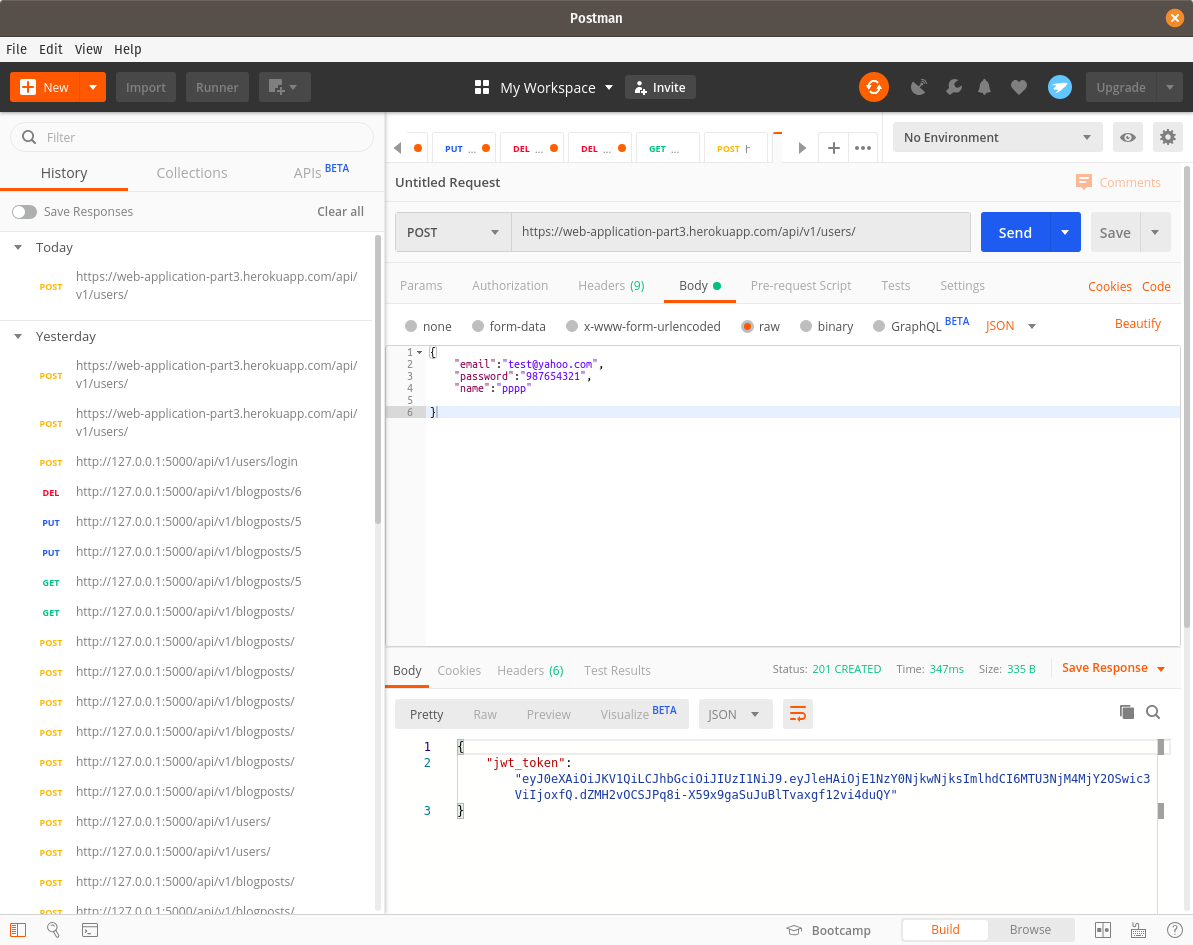 Postman
File Edit View Help
New Import Runner My Workspace Invite Upgrade
Filter
History Collections APIs BETA
Save Responses Clear all
Today
POST https://web-application-part3.herokuapp.com/api/
v1/users/
Yesterday
POST https://web-application-part3.herokuapp.com/api/
v1/users/
POST https://web-application-part3.herokuapp.com/api/
v1/users/
POST http://127.0.0.1:5000/api/v1/users/login
DEL http://127.0.0.1:5000/api/v1/blogposts/6
PUT http://127.0.0.1:5000/api/v1/blogposts/5
PUT http://127.0.0.1:5000/api/v1/blogposts/5
GET http://127.0.0.1:5000/api/v1/blogposts/5
GET http://127.0.0.1:5000/api/v1/blogposts/
POST http://127.0.0.1:5000/api/v1/blogposts/
POST http://127.0.0.1:5000/api/v1/blogposts/
POST http://127.0.0.1:5000/api/v1/blogposts/
POST http://127.0.0.1:5000/api/v1/blogposts/
POST http://127.0.0.1:5000/api/v1/blogposts/
POST http://127.0.0.1:5000/api/v1/blogposts/
POST http://127.0.0.1:5000/api/v1/users/
POST http://127.0.0.1:5000/api/v1/users/
POST http://127.0.0.1:5000/api/v1/blogposts/
POST http://127.0.0.1:5000/api/v1/blogposts/
PUT ... DEL ... DEL ... GET ... POST h
No Environment
Untitled Request Comments
POST https://web-application-part3.herokuapp.com/api/v1/users/ Send Save
Params Authorization Headers (9) Body Pre-request Script Tests Settings Cookies Code
none form-data x-www-form-urlencoded raw binary GraphQL BETA JSON Beautify
1 {
2 "email":"test@yahoo.com",
3 "password":"987654321",
4 "name":"pppp"
5
6 }
Body Cookies Headers (6) Test Results Status: 201 CREATED Time: 347ms Size: 335 B Save Response
Pretty Raw Preview Visualize BETA JSON
1 {
2 "jwt_token":
"eyJ0eXAiOiJKV1QiLCJhbGciOiJIUzI1NiJ9.eyJleHAiOjE1NzY0NjkwNjksImlhdCI6MTU3NjM4MjY2OSwic3
ViIjoxfQ.dZMH2vOCSJPq8i-X59x9gaSuJuBlTvaxgf12vi4duQY"
3 }
Bootcamp Build Browse